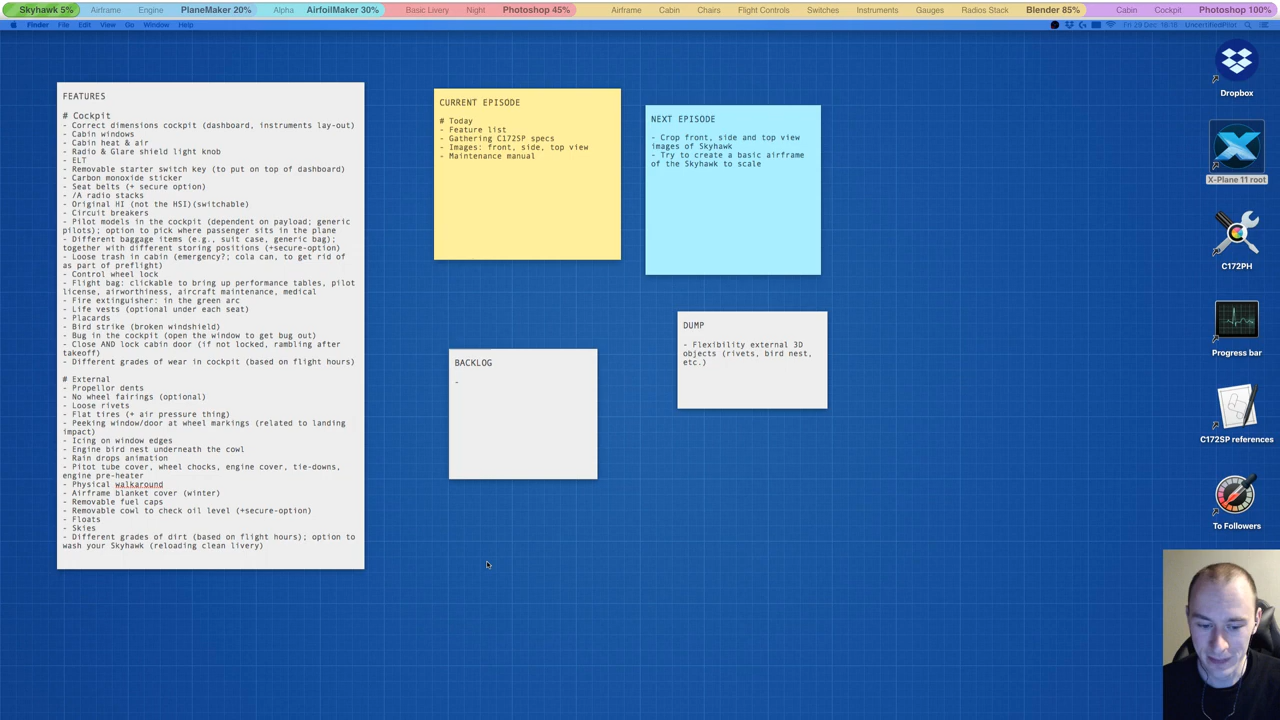 Skyhawk 5% Airframe Engine PlaneMaker 20% Alpha AirfoilMaker 30% Basic Livery Night Photoshop 45% Airframe Cabin Chairs Flight Controls Switches Instruments Gauges Radios Stack Blender 85% Cabin Cockpit Photoshop 100%
Finder File Edit View Go Window Help Fri 29 Dec UncertifiedPilot
FEATURES
# Cockpit
- Correct dimensions cockpit (dashboard, instruments lay-out)
- Cabin windows
- Cabin heat & air
- Radio & Glare shield light knob
- ELT
- Removable starter switch key (to put on top of dashboard)
- Carbon monoxide sticker
- Seat belts (+ secure option)
- /A radio stacks
- Original HI (not the HSI)(switchable)
- Circuit breakers
- Pilot models in the cockpit (dependent on payload; generic
pilots); option to pick where passenger sits in the plane
- Different baggage items (e.g., suit case, generic bag);
together with different storing positions (+secure-option)
- Loose trash in cabin (emergency?; cola can, to get rid of
as part of preflight)
- Control wheel lock
- Flight bag: clickable to bring up performance tables, pilot
license, airworthiness, aircraft maintenance, medical
- Fire extinguisher: in the green arc
- Life vests (optional under each seat)
- Placards
- Bird strike (broken windshield)
- Bug in the cockpit (open the window to get bug out)
- Close AND lock cabin door (if not locked, rambling after
takeoff)
- Different grades of wear in cockpit (based on flight hours)
# External
- Propellor dents
- No wheel fairings (optional)
- Loose rivets
- Flat tires (+ air pressure thing)
- Peeking window/door at wheel markings (related to landing
impact)
- Icing on window edges
- Engine bird nest underneath the cowl
- Rain drops animation
- Pitot tube cover, wheel chocks, engine cover, tie-downs,
engine pre-heater
- Physical walkaround
- Airframe blanket cover (winter)
- Removable fuel caps
- Removable cowl to check oil level (+secure-option)
- Floats
- Skies
- Different grades of dirt (based on flight hours); option to
wash your Skyhawk (reloading clean livery)
CURRENT EPISODE
# Today
- Feature list
- Gathering C172SP specs
- Images: front, side, top view
- Maintenance manual
NEXT EPISODE
- Crop front, side and top view
images of Skyhawk
- Try to create a basic airframe
of the Skyhawk to scale
BACKLOG
-
DUMP
- Flexibility external 3D
objects (rivets, bird nest,
etc.)
Dropbox
X-Plane 11 root
C172PH
Progress bar
C172SP references
To Followers